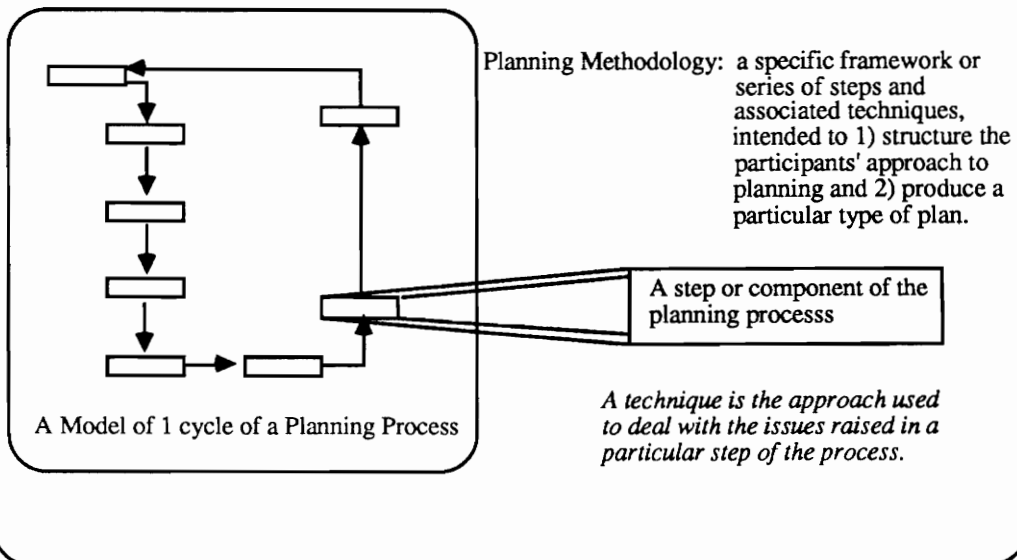 Planning Methodology: a specific framework or
series of steps and
associated techniques,
intended to 1) structure the
participants' approach to
planning and 2) produce a
particular type of plan.
A step or component of the
planning processs
A Model of 1 cycle of a Planning Process
A technique is the approach used
to deal with the issues raised in a
particular step of the process.